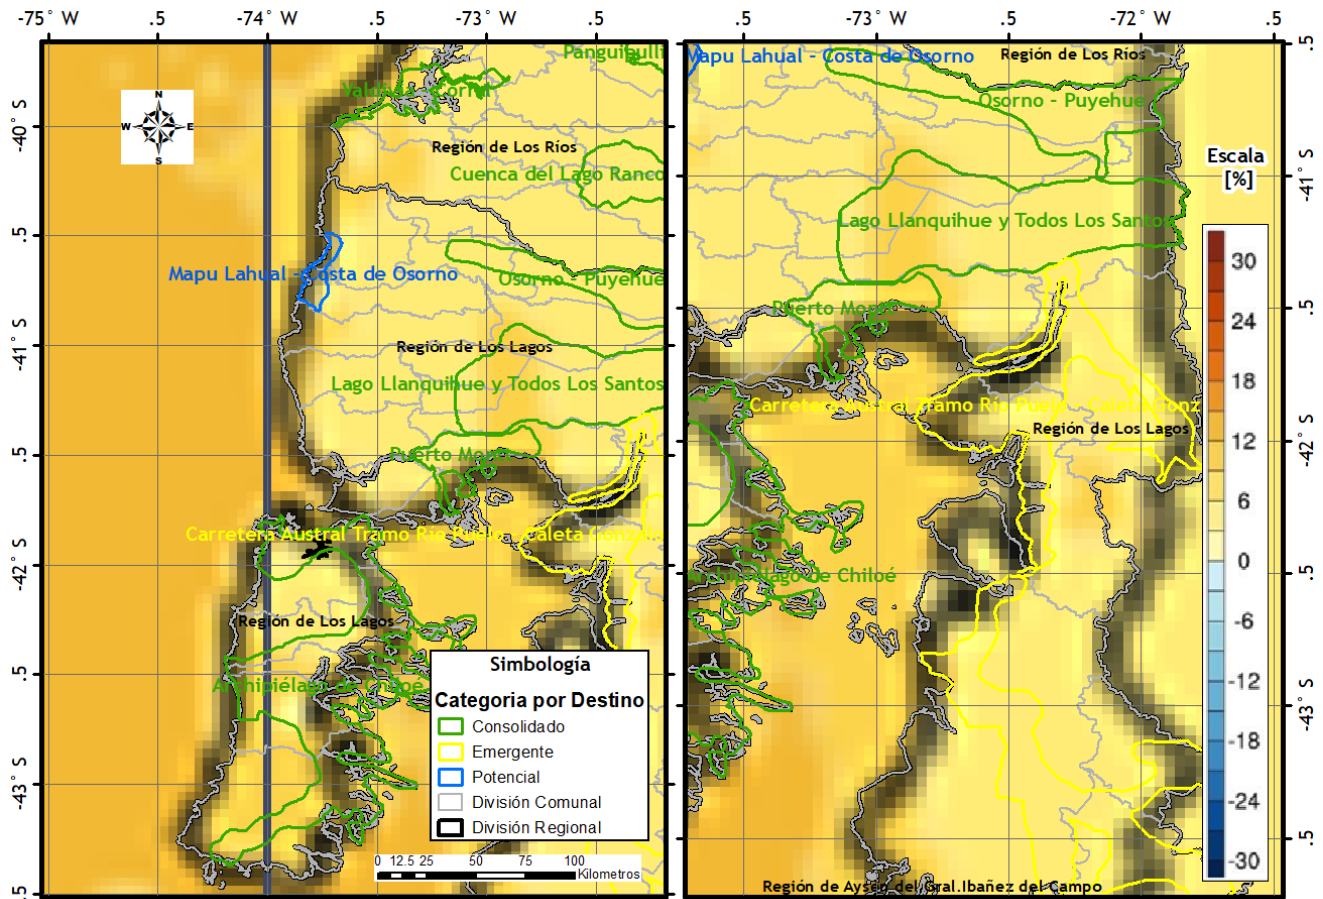 -75° W
-74° W
.5
-73° W
.5
.5
-73° W
.5
-72° W
.5
.5
-40° S
.5
-41° S
.5
-42° S
.5
-43° S
.5
N
W
E
S
Panguipulli
Valdivia - Corral
Región de Los Ríos
Cuenca del Lago Ranco
Mapu Lahual - Costa de Osorno
Osorno - Puyehue
Región de Los Lagos
Lago Llanquihue y Todos Los Santos
Puerto Montt
Carretera Austral Tramo Río Puelo - Caleta Gonzalo
Región de Los Lagos
Archipiélago de Chiloé
Simbología
Categoria por Destino
Consolidado
Emergente
Potencial
División Comunal
División Regional
0 12.5 25 50 75 100
Kilometros
Mapu Lahual - Costa de Osorno
Región de Los Ríos
Osorno - Puyehue
Lago Llanquihue y Todos Los Santos
Puerto Montt
Carretera Austral Tramo Río Puelo - Caleta Gonz
Región de Los Lagos
Archipiélago de Chiloé
Región de Aysén del Gral.Ibañez del Campo
Escala
[%]
30
24
18
12
6
0
-6
-12
-18
-24
-30
.5
-41° S
.5
-42° S
.5
-43° S
.5